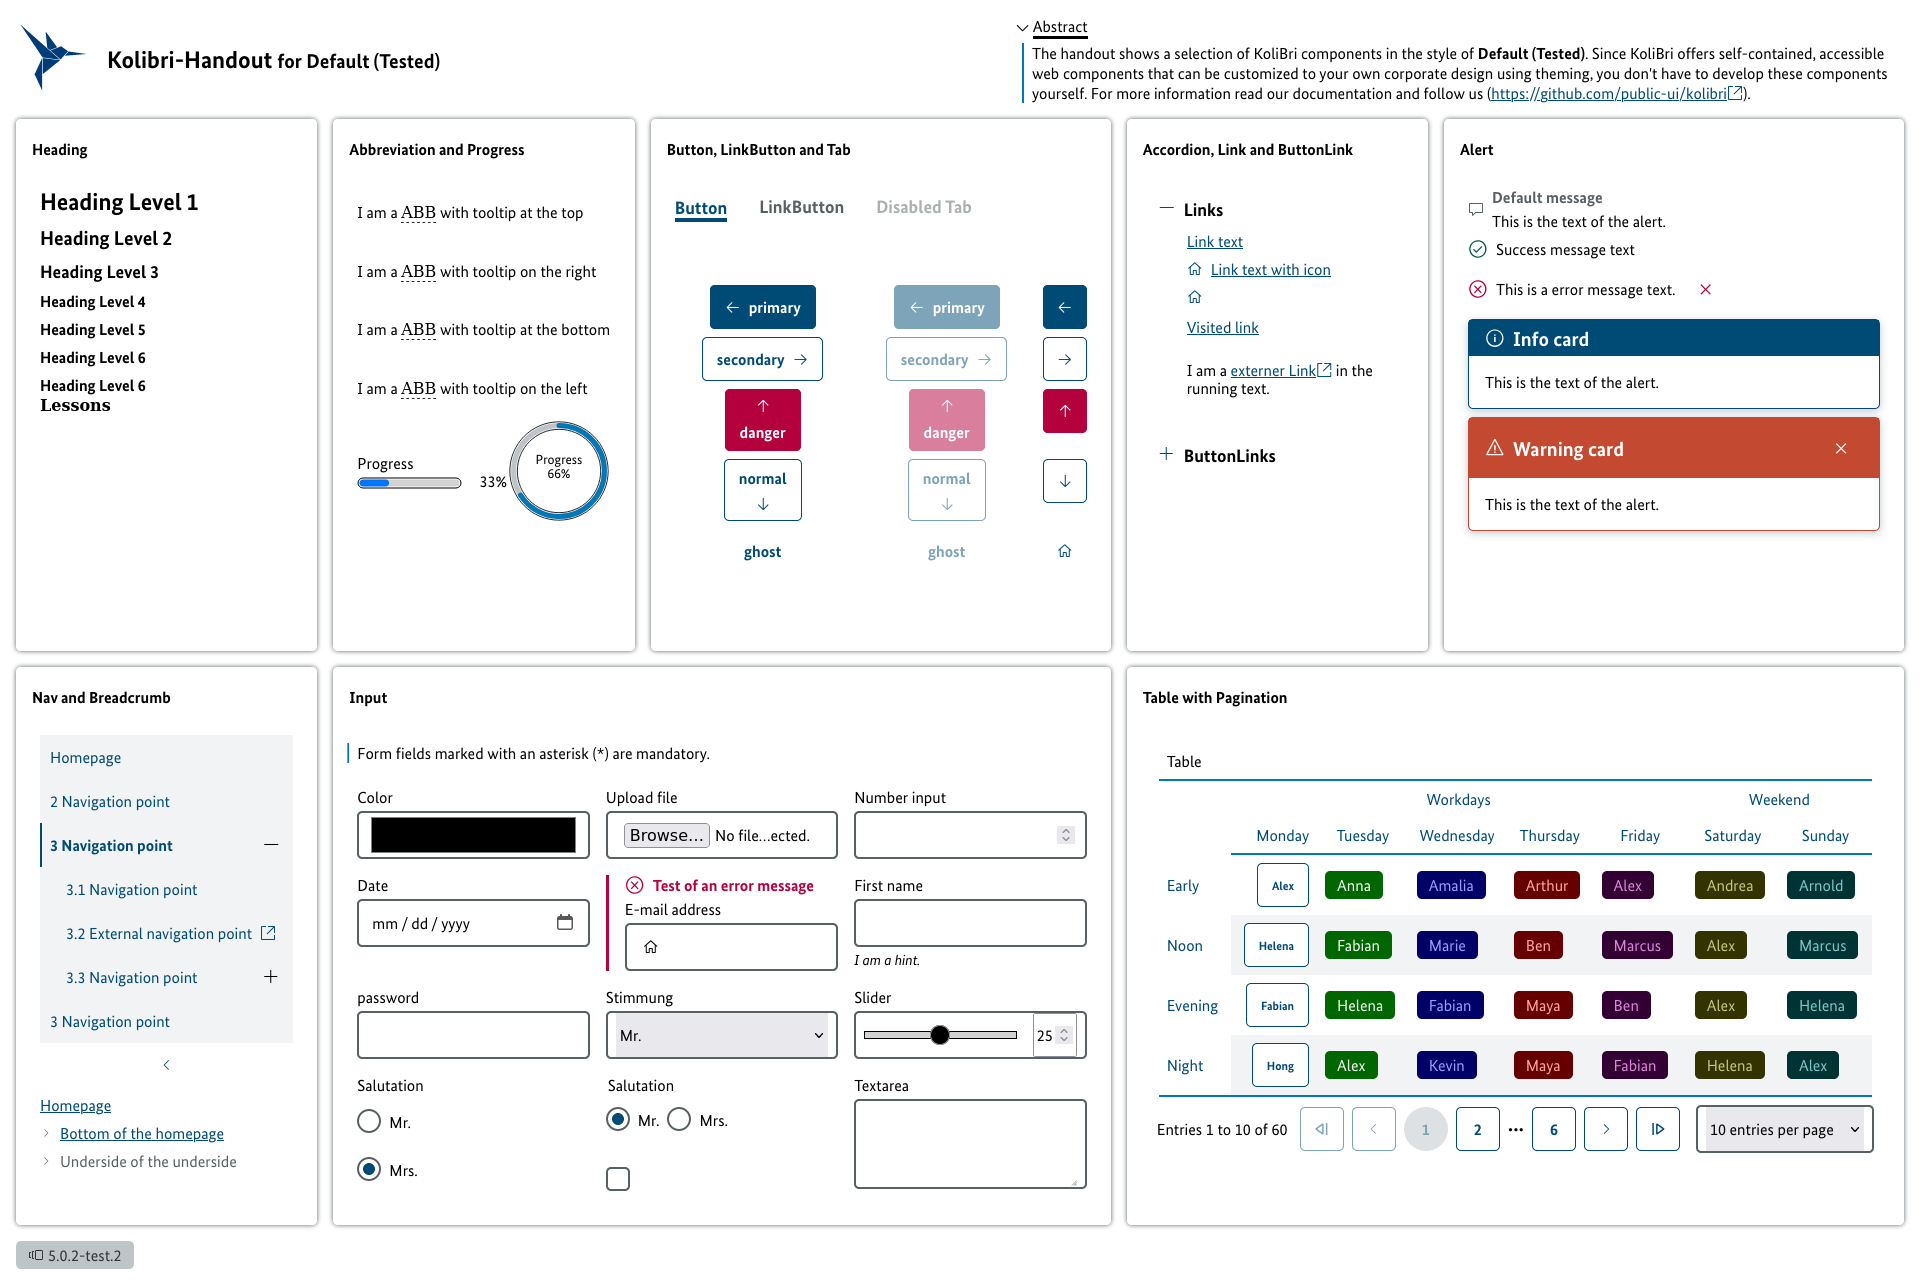 Kolibri-Handout for Default (Tested)
Abstract
The handout shows a selection of KoliBri components in the style of Default (Tested). Since KoliBri offers self-contained, accessible
web components that can be customized to your own corporate design using theming, you don't have to develop these components
yourself. For more information read our documentation and follow us (https://github.com/public-ui/kolibri).
Heading
Heading Level 1
Heading Level 2
Heading Level 3
Heading Level 4
Heading Level 5
Heading Level 6
Heading Level 6
Lessons
Abbreviation and Progress
I am a ABB with tooltip at the top
I am a ABB with tooltip on the right
I am a ABB with tooltip at the bottom
I am a ABB with tooltip on the left
Progress
33%
Progress
66%
Button, LinkButton and Tab
Button LinkButton Disabled Tab
primary primary
secondary secondary
danger danger
normal normal
ghost ghost
Accordion, Link and ButtonLink
Links
Link text
Link text with icon
Visited link
I am a externer Link in the
running text.
ButtonLinks
Alert
Default message
This is the text of the alert.
Success message text
This is a error message text.
Info card
This is the text of the alert.
Warning card
This is the text of the alert.
Nav and Breadcrumb
Homepage
2 Navigation point
3 Navigation point
3.1 Navigation point
3.2 External navigation point
3.3 Navigation point
3 Navigation point
Homepage
Bottom of the homepage
Underside of the underside
Input
Form fields marked with an asterisk (*) are mandatory.
Color
Upload file
Browse... No file...ected.
Number input
Date
mm / dd / yyyy
Test of an error message
E-mail address
First name
I am a hint.
password
Stimmung
Mr.
Slider
25
Salutation
Mr.
Mrs.
Salutation
Mr. Mrs.
Textarea
Table with Pagination
Table
Workdays Weekend
Monday Tuesday Wednesday Thursday Friday Saturday Sunday
Early Alex Anna Amalia Arthur Alex Andrea Arnold
Noon Helena Fabian Marie Ben Marcus Alex Marcus
Evening Fabian Helena Fabian Maya Ben Alex Helena
Night Hong Alex Kevin Maya Fabian Helena Alex
Entries 1 to 10 of 60 1 2 ••• 6 10 entries per page
5.0.2-test.2